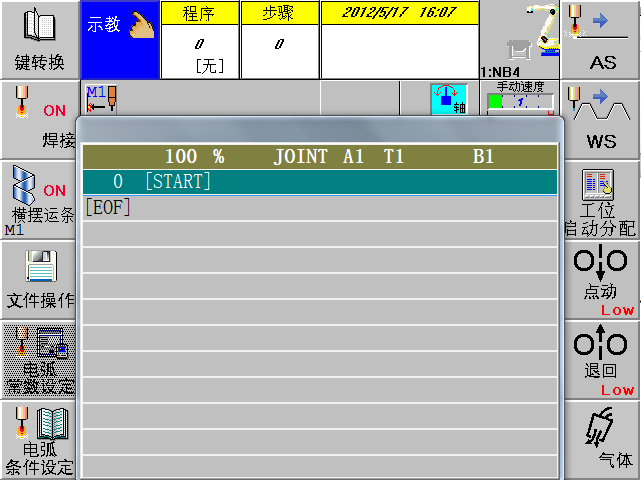 键转换
示教
程序
0
[无]
步骤
0
2012/5/17 16:07
1:NB4
AS
ON
焊接
M1
轴
手动速度
1
WS
ON
横摆运条
M1
工位
启动分配
100 % JOINT A1 T1 B1
0 [START]
[EOF]
文件操作
点动
Low
电弧
常数设定
退回
Low
电弧
条件设定
气体